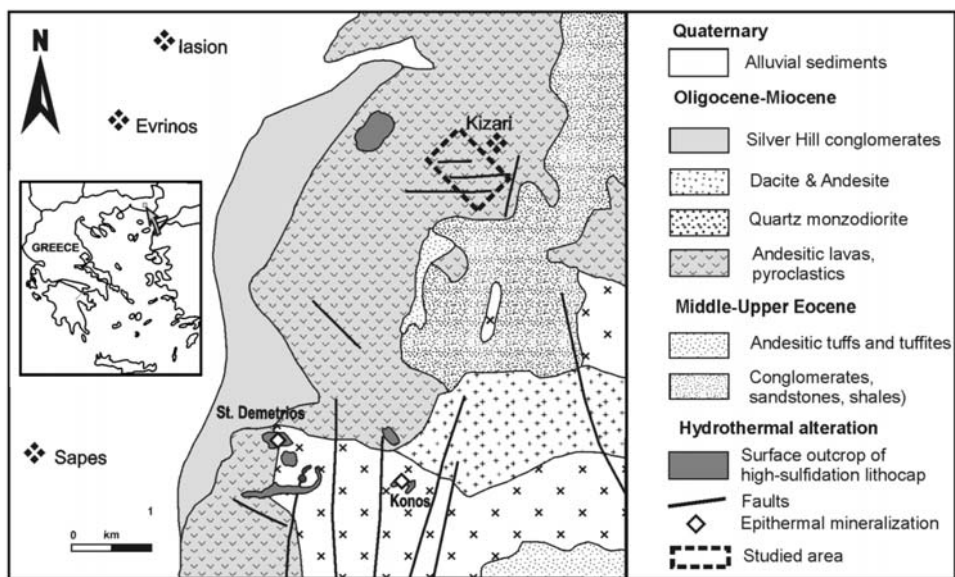 N
Iasion
Evrinos
Kizari
GREECE
St. Demetrios
Sapes
Konos
0 km 1
Quaternary
Alluvial sediments
Oligocene-Miocene
Silver Hill conglomerates
Dacite & Andesite
Quartz monzodiorite
Andesitic lavas,
pyroclastics
Middle-Upper Eocene
Andesitic tuffs and tuffites
Conglomerates,
sandstones, shales)
Hydrothermal alteration
Surface outcrop of
high-sulfidation lithocap
Faults
Epithermal mineralization
Studied area